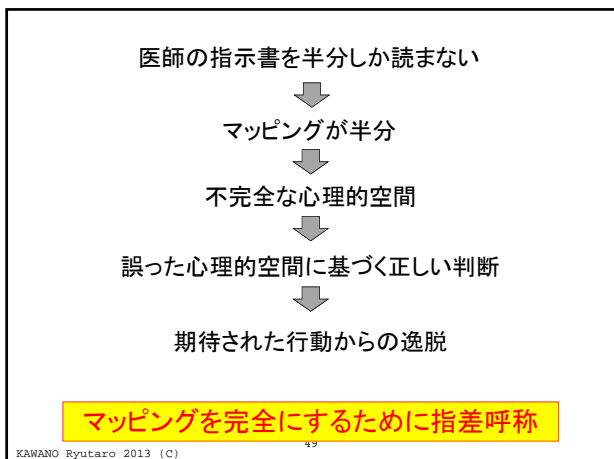 医師の指示書を半分しか読まない
マッピングが半分
不完全な心理的空間
誤った心理的空間に基づく正しい判断
期待された行動からの逸脱
マッピングを完全にするために指差呼称
49
KAWANO Ryutaro 2013 (C)